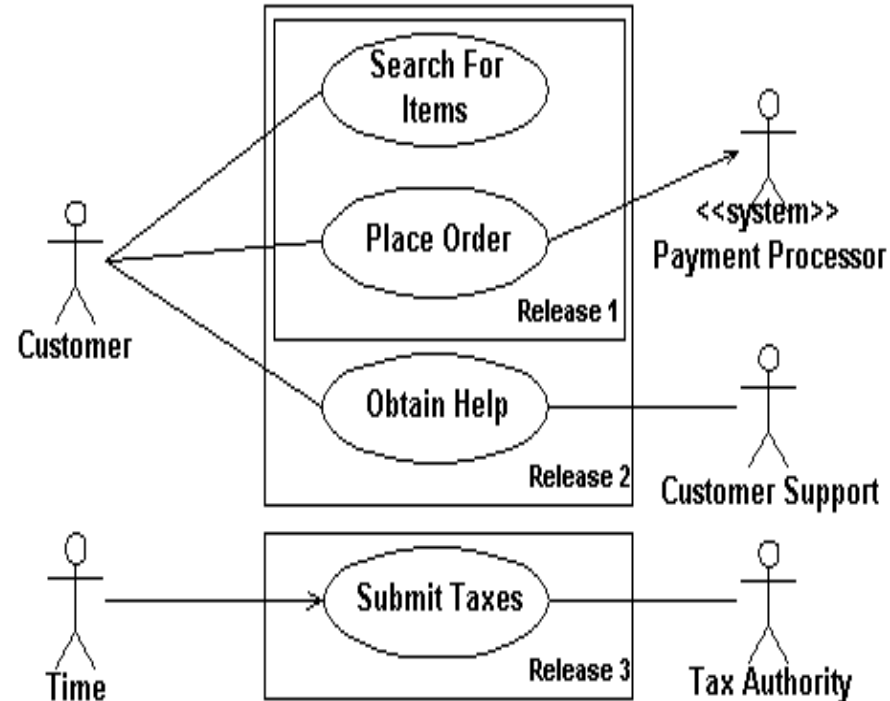 Search For
Items
<<system>>
Payment Processor
Place Order
Release 1
Customer
Obtain Help
Release 2
Customer Support
Submit Taxes
Release 3
Time
Tax Authority